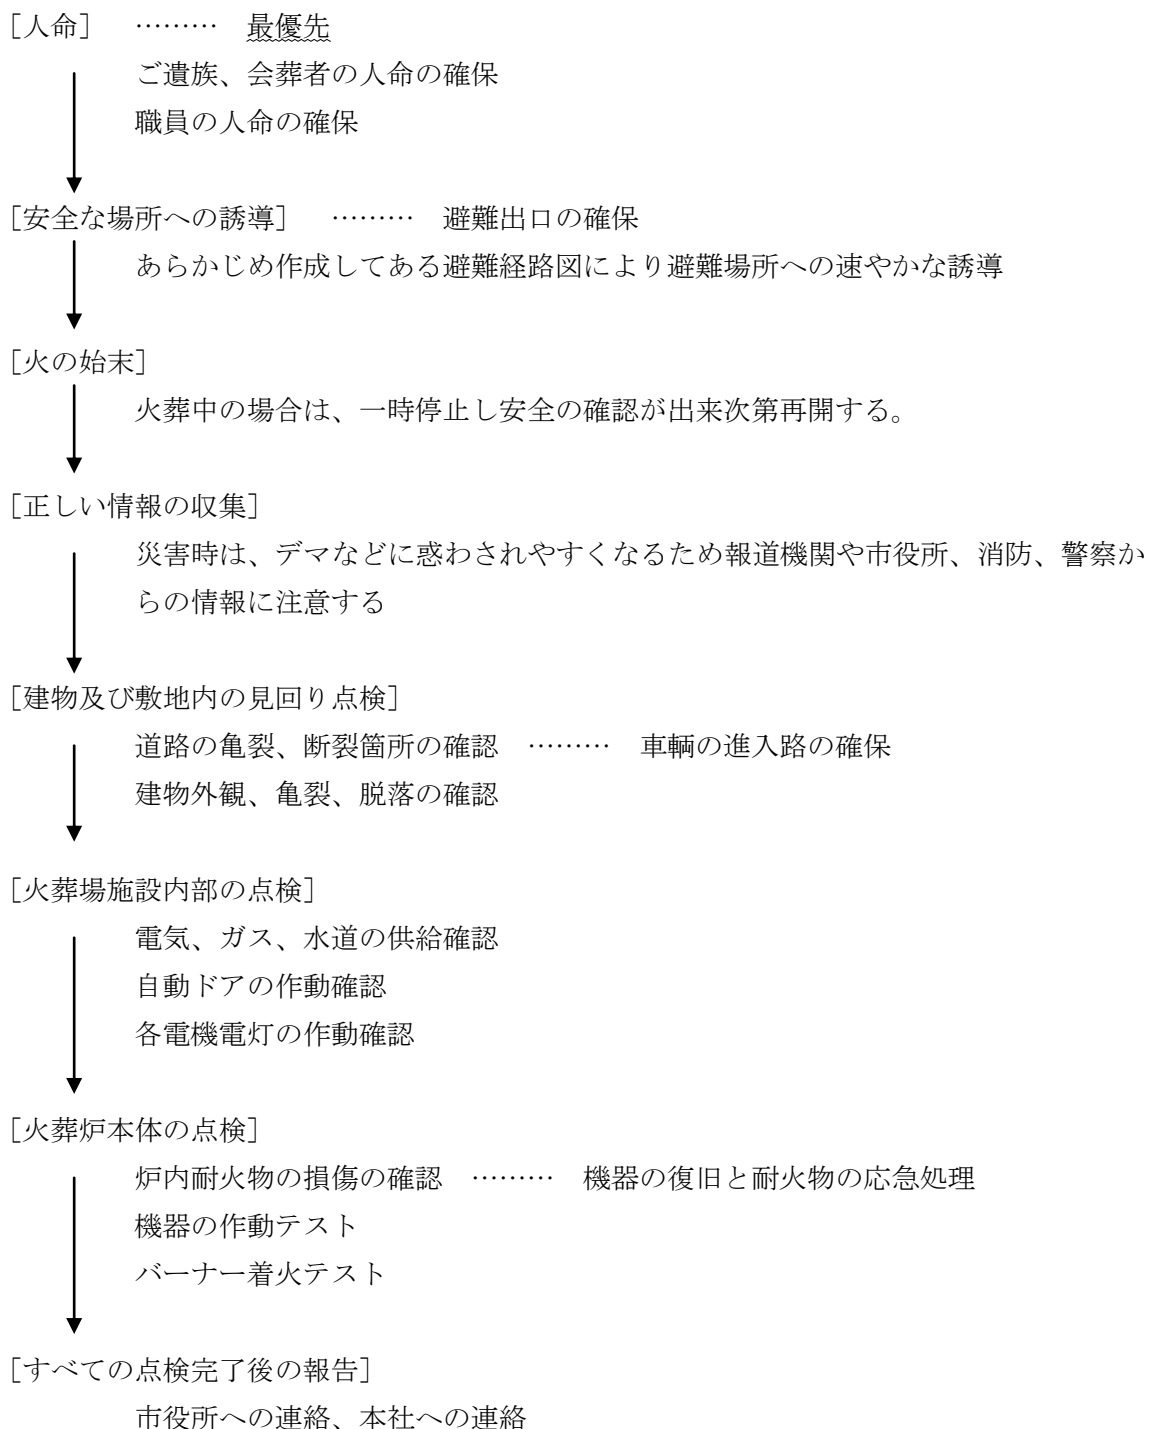 ［人命］　………　最優先
ご遺族、会葬者の人命の確保
職員の人命の確保
［安全な場所への誘導］　………　避難出口の確保
あらかじめ作成してある避難経路図により避難場所への速やかな誘導
［火の始末］
火葬中の場合は、一時停止し安全の確認が出来次第再開する。
［正しい情報の収集］
災害時は、デマなどに惑わされやすくなるため報道機関や市役所、消防、警察か
らの情報に注意する
［建物及び敷地内の見回り点検］
道路の亀裂、断裂箇所の確認　………　車輌の進入路の確保
建物外観、亀裂、脱落の確認
［火葬場施設内部の点検］
電気、ガス、水道の供給確認
自動ドアの作動確認
各電機電灯の作動確認
［火葬炉本体の点検］
炉内耐火物の損傷の確認　………　機器の復旧と耐火物の応急処理
機器の作動テスト
バーナー着火テスト
［すべての点検完了後の報告］
市役所への連絡、本社への連絡